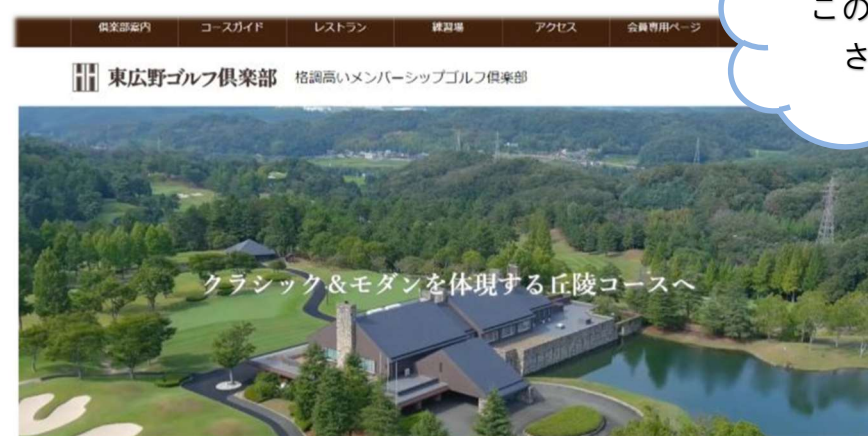 倶楽部案内 コースガイド レストラン 練習場 アクセス 会員専用ページ
この
さ
東広野ゴルフ倶楽部 格調高いメンバーシップゴルフ倶楽部
クラシック＆モダンを体現する丘陵コースへ